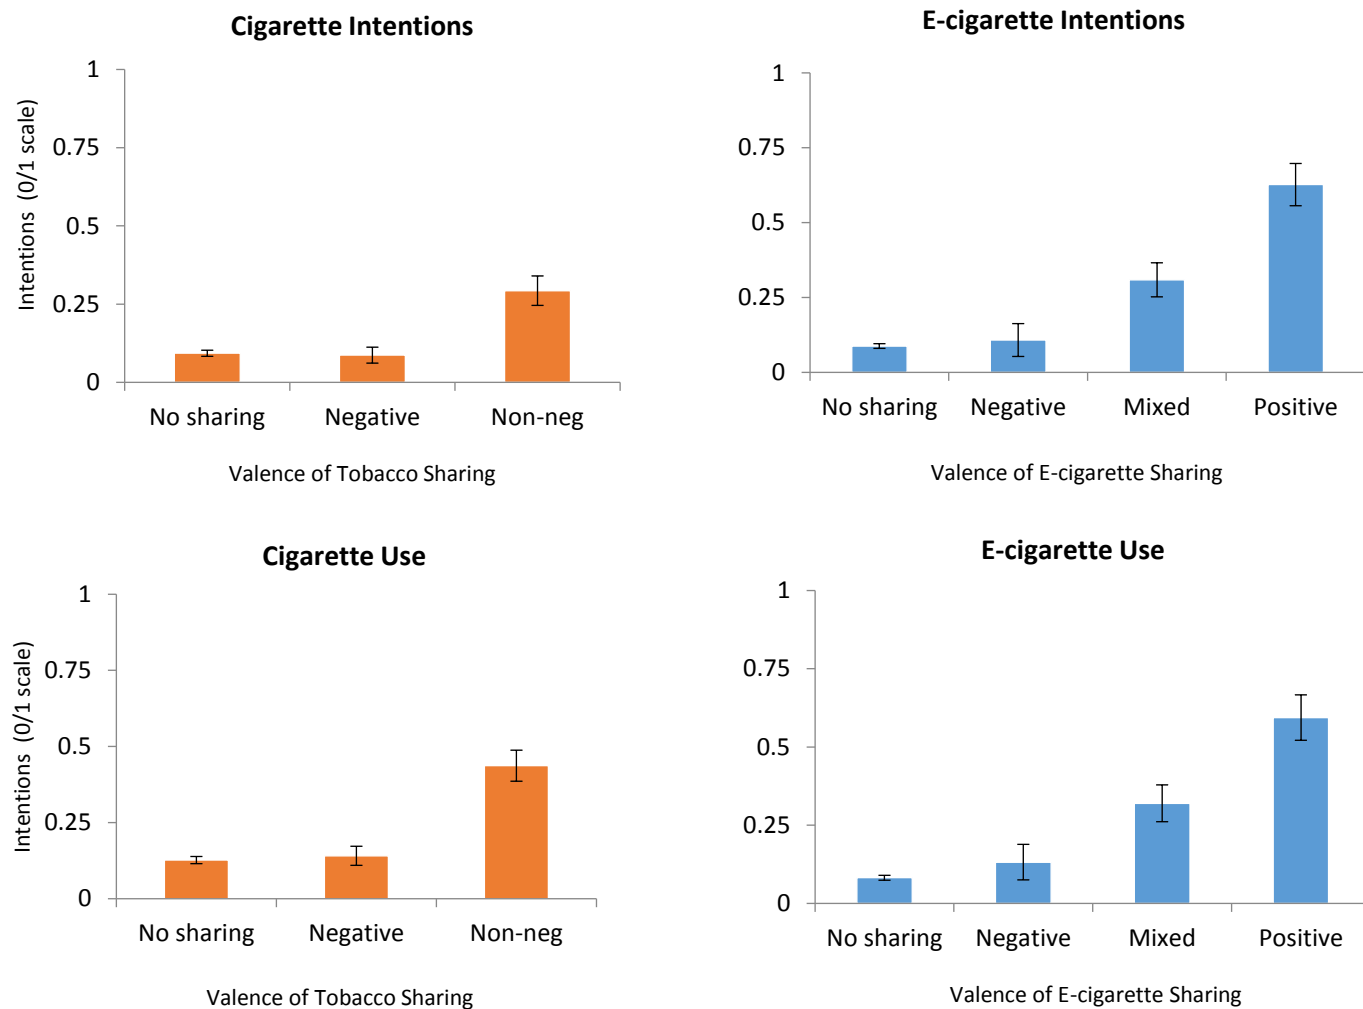 Cigarette Intentions
Intentions (0/1 scale)
1
0.75
0.5
0.25
0
No sharing Negative Non-neg
Valence of Tobacco Sharing
E-cigarette Intentions
1
0.75
0.5
0.25
0
No sharing Negative Mixed Positive
Valence of E-cigarette Sharing
Cigarette Use
Intentions (0/1 scale)
1
0.75
0.5
0.25
0
No sharing Negative Non-neg
Valence of Tobacco Sharing
E-cigarette Use
1
0.75
0.5
0.25
0
No sharing Negative Mixed Positive
Valence of E-cigarette Sharing